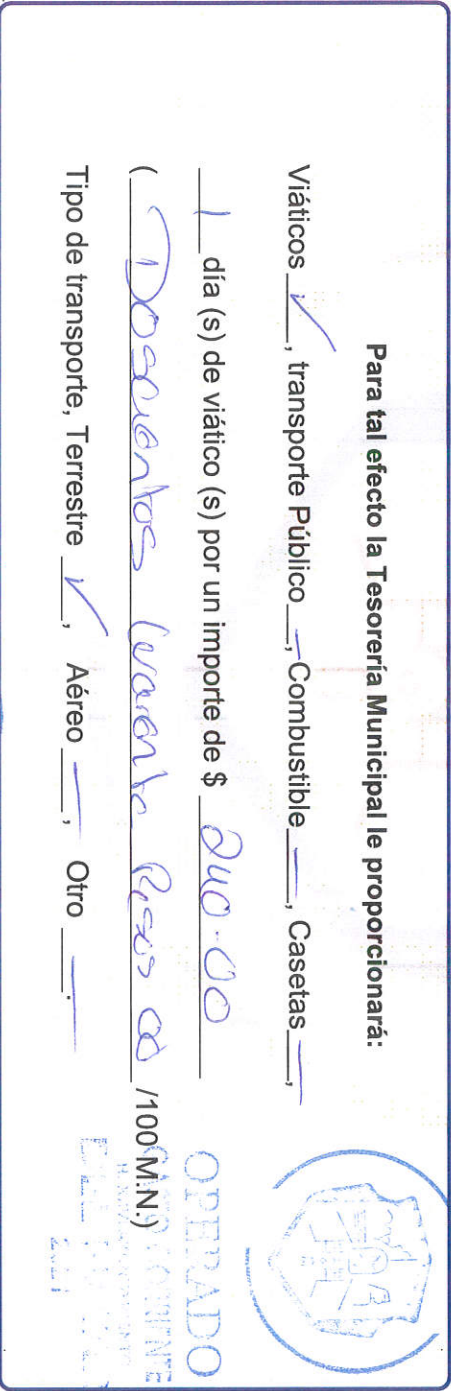 Para tal efecto la Tesorería Municipal le proporcionará:
Viáticos ✓, transporte Público —, Combustible —, Casetas —,
1 día (s) de viático (s) por un importe de $ 240.00
( Doscientos Cuarenta Pesos 00 /100 M.N.)
Tipo de transporte, Terrestre ✓, Aéreo —, Otro —.
OPERADO